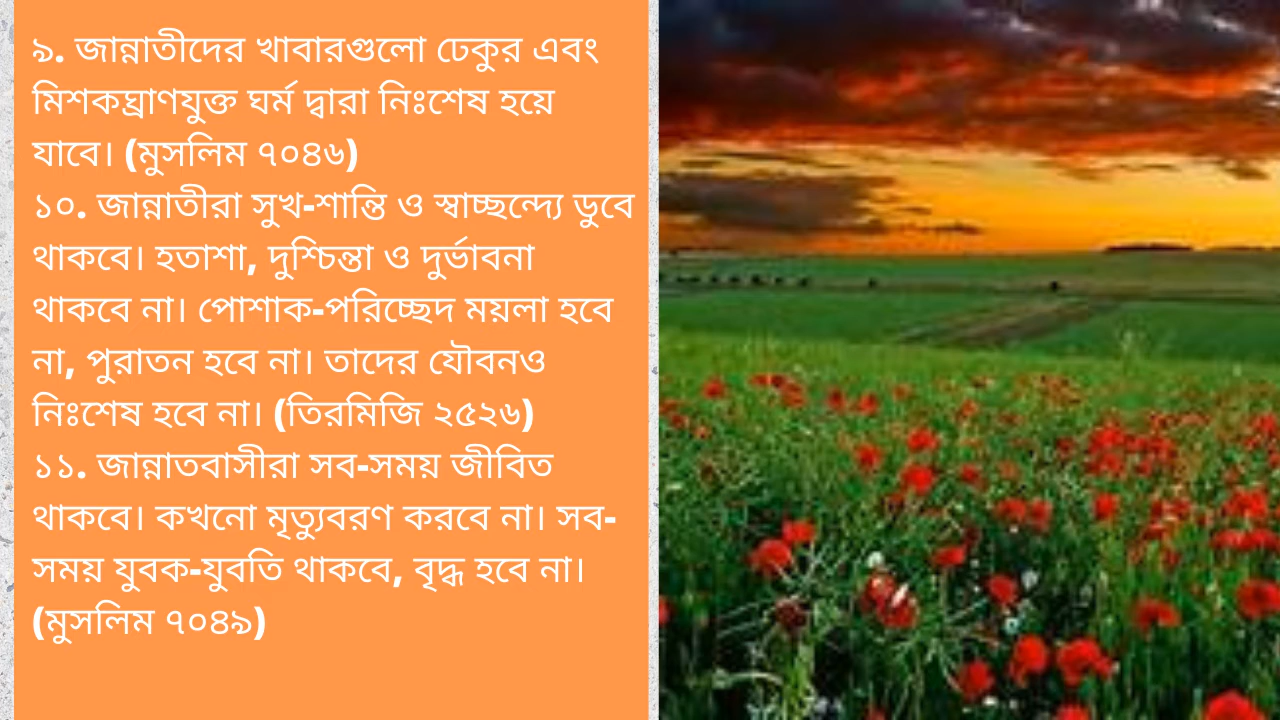 ৯. জান্নাতীদের খাবারগুলো ঢেকুর এবং
মিশকঘ্রাণযুক্ত ঘর্ম দ্বারা নিঃশেষ হয়ে
যাবে। (মুসলিম ৭০৪৬)
১০. জান্নাতীরা সুখ-শান্তি ও স্বাচ্ছন্দ্যে ডুবে
থাকবে। হতাশা, দুশ্চিন্তা ও দুর্ভাবনা
থাকবে না। পোশাক-পরিচ্ছেদ ময়লা হবে
না, পুরাতন হবে না। তাদের যৌবনও
নিঃশেষ হবে না। (তিরমিজি ২৫২৬)
১১. জান্নাতবাসীরা সব-সময় জীবিত
থাকবে। কখনো মৃত্যুবরণ করবে না। সব-
সময় যুবক-যুবতি থাকবে, বৃদ্ধ হবে না।
(মুসলিম ৭০৪৯)